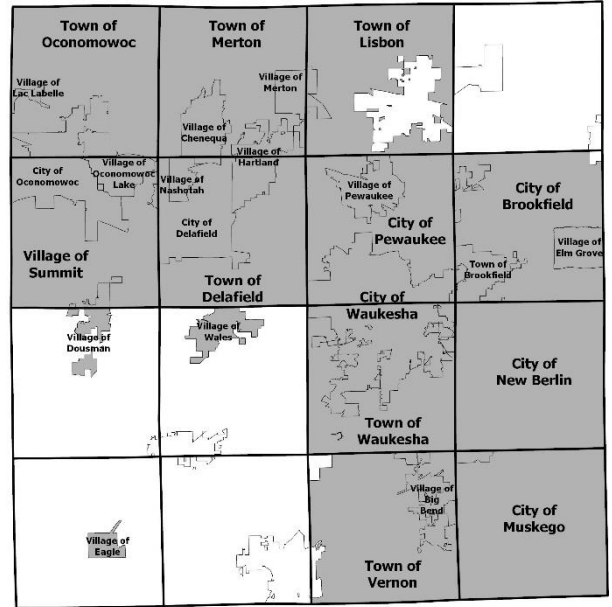 Town of
Oconomowoc
Town of
Merton
Town of
Lisbon
Village of
Lac Labelle
Village of
Merton
Village of
Chenequa
Village of
Hartland
City of
Oconomowoc
Village of
Oconomowoc
Lake
Village of
Nashotah
Village of
Pewaukee
City of
Brookfield
City of
Delafield
City of
Pewaukee
Village of
Elm Grove
Village of
Summit
Town of
Brookfield
Town of
Delafield
City of
Waukesha
Village of
Dousman
Village of
Wales
City of
New Berlin
Town of
Waukesha
Village of
Big
Bend
City of
Muskego
Village of
Eagle
Town of
Vernon